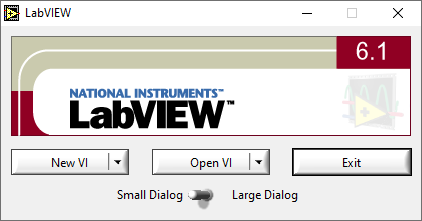 LabVIEW
6.1
NATIONAL INSTRUMENTS™
LabVIEW™
New VI
Open VI
Exit
Small Dialog
Large Dialog